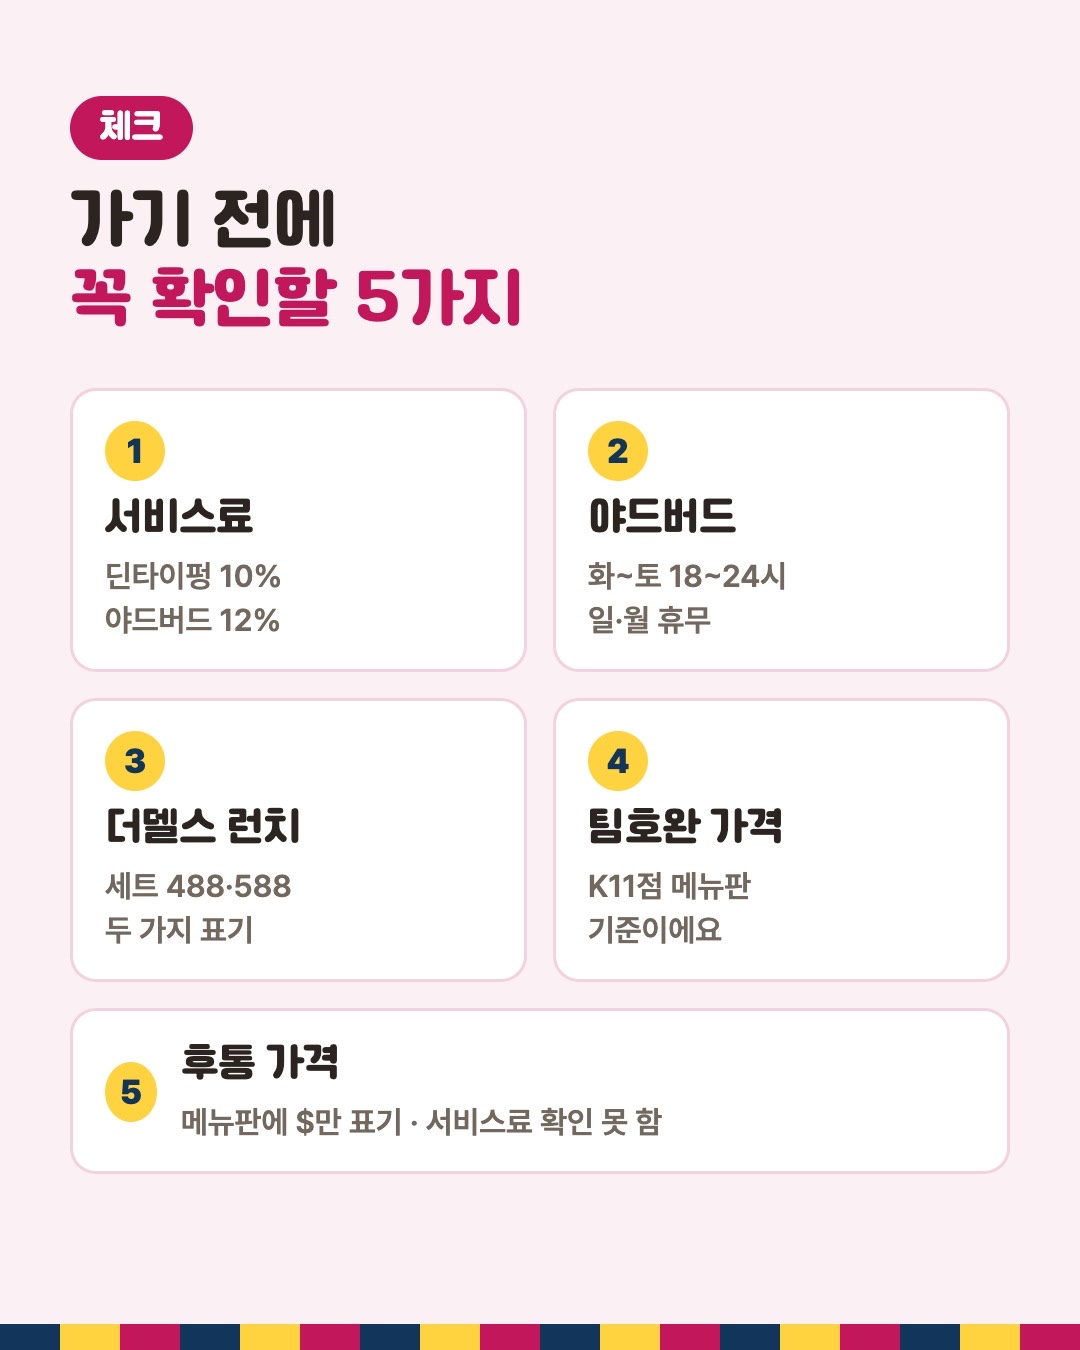 체크
가기 전에
꼭 확인할 5가지
1
서비스료
딘타이펑 10%
야드버드 12%
2
야드버드
화~토 18~24시
일·월 휴무
3
더델스 런치
세트 488·588
두 가지 표기
4
팀호완 가격
K11점 메뉴판
기준이에요
5
후통 가격
메뉴판에 $만 표기 · 서비스료 확인 못 함